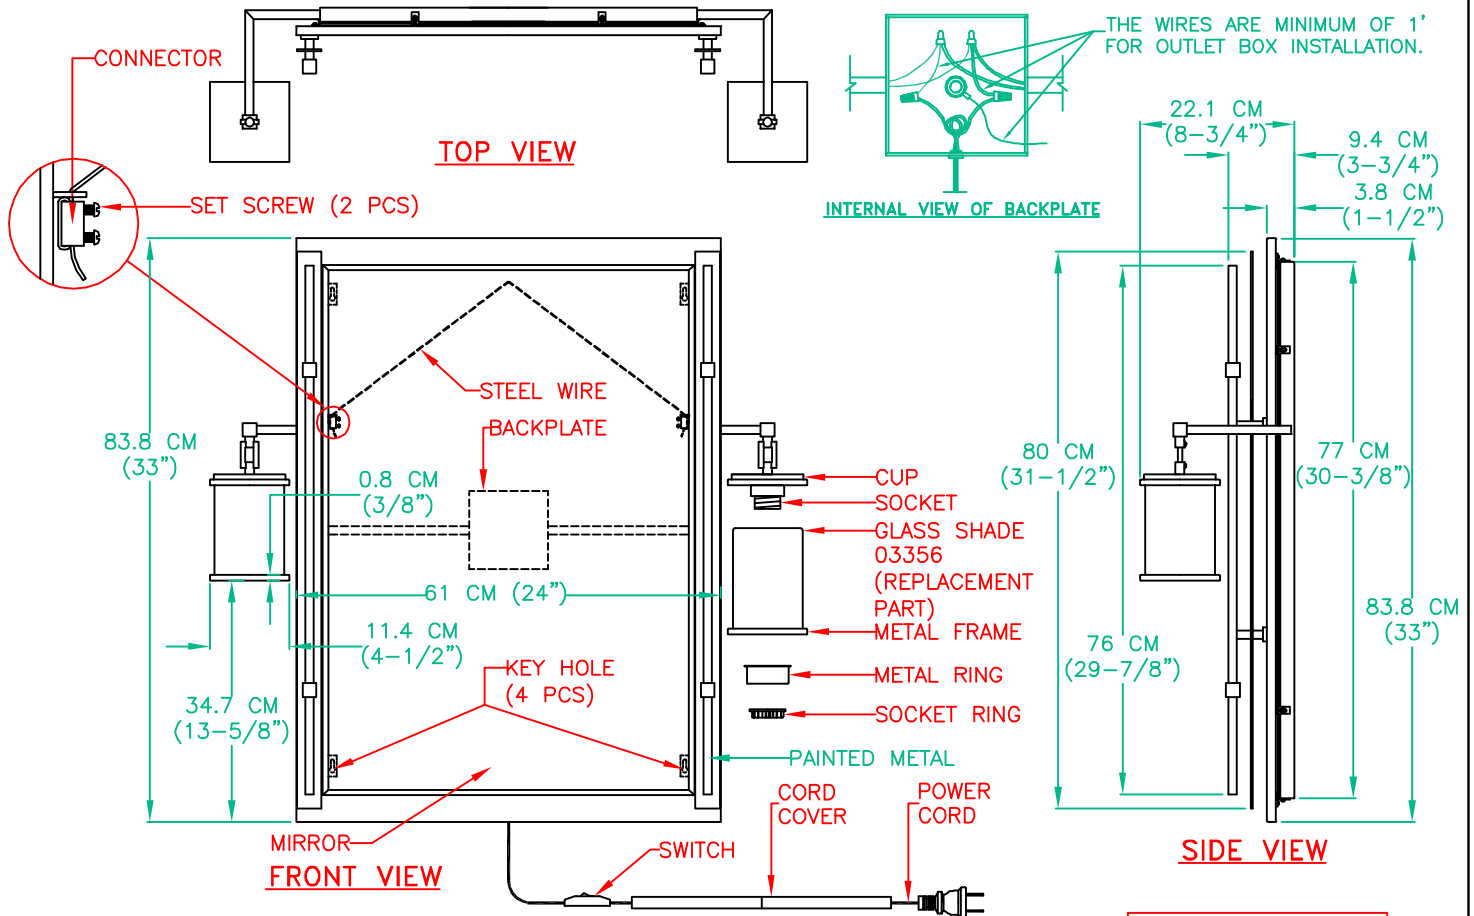 THE WIRES ARE MINIMUM OF 1'
FOR OUTLET BOX INSTALLATION.
CONNECTOR
TOP VIEW
22.1 CM
(8-3/4")
9.4 CM
(3-3/4")
3.8 CM
(1-1/2")
SET SCREW (2 PCS)
INTERNAL VIEW OF BACKPLATE
STEEL WIRE
BACKPLATE
83.8 CM
(33")
0.8 CM
(3/8")
80 CM
(31-1/2")
77 CM
(30-3/8")
CUP
SOCKET
GLASS SHADE
03356
(REPLACEMENT
PART)
METAL FRAME
61 CM (24")
11.4 CM
(4-1/2")
83.8 CM
(33")
76 CM
(29-7/8")
KEY HOLE
(4 PCS)
METAL RING
34.7 CM
(13-5/8")
SOCKET RING
PAINTED METAL
CORD
COVER
POWER
CORD
MIRROR
SWITCH
FRONT VIEW
SIDE VIEW